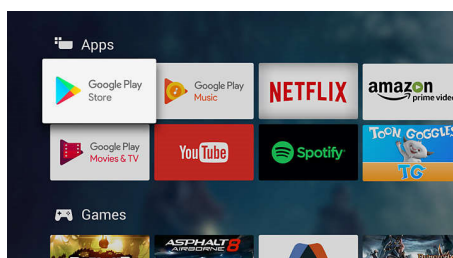 Apps
Google Play
Store
Google Play
Music
NETFLIX
amazon
prime video
Google Play
Movies & TV
YouTube
Spotify
TOON GOGGLES
TG
Games
ASPHALT 8
AIRBORNE